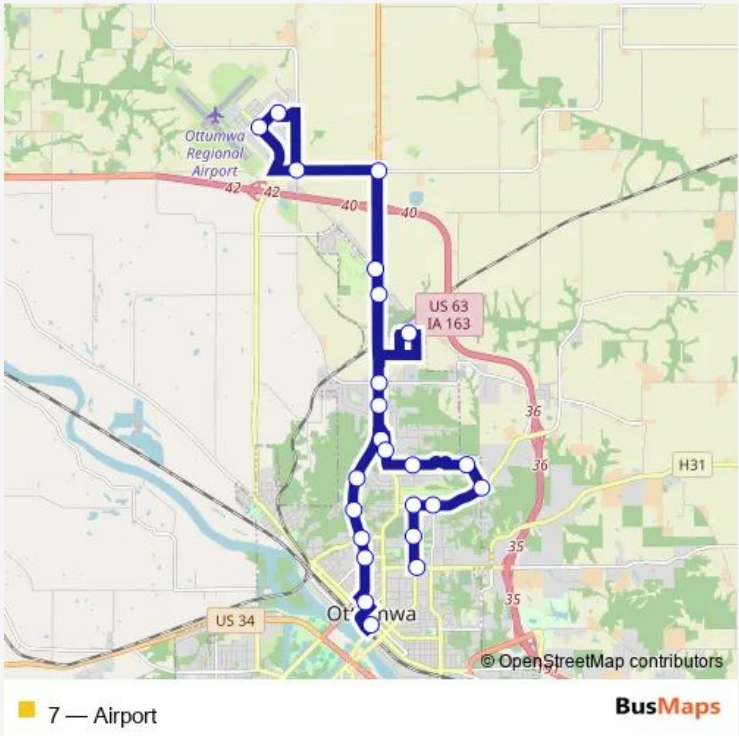 Ottumwa
Regional
Airport
42
42
40
40
US 63
IA 163
36
36
H31
35
35
US 34
© OpenStreetMap contributors
7 — Airport
BusMaps